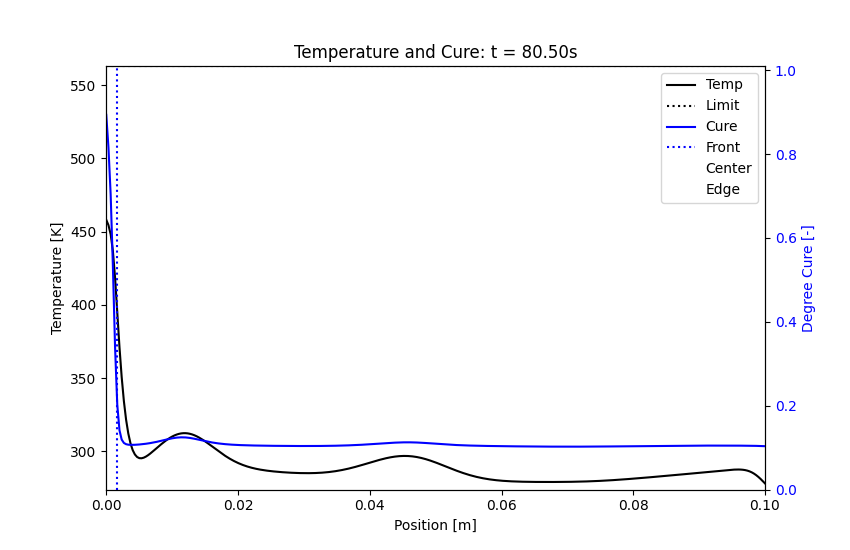 Temperature and Cure: t = 80.50s
Temperature [K]
550
500
450
400
350
300
Temp
Limit
Cure
Front
Center
Edge
1.0
0.8
0.6
0.4
0.2
0.0
Degree Cure [-]
0.00
0.02
0.04
0.06
0.08
0.10
Position [m]